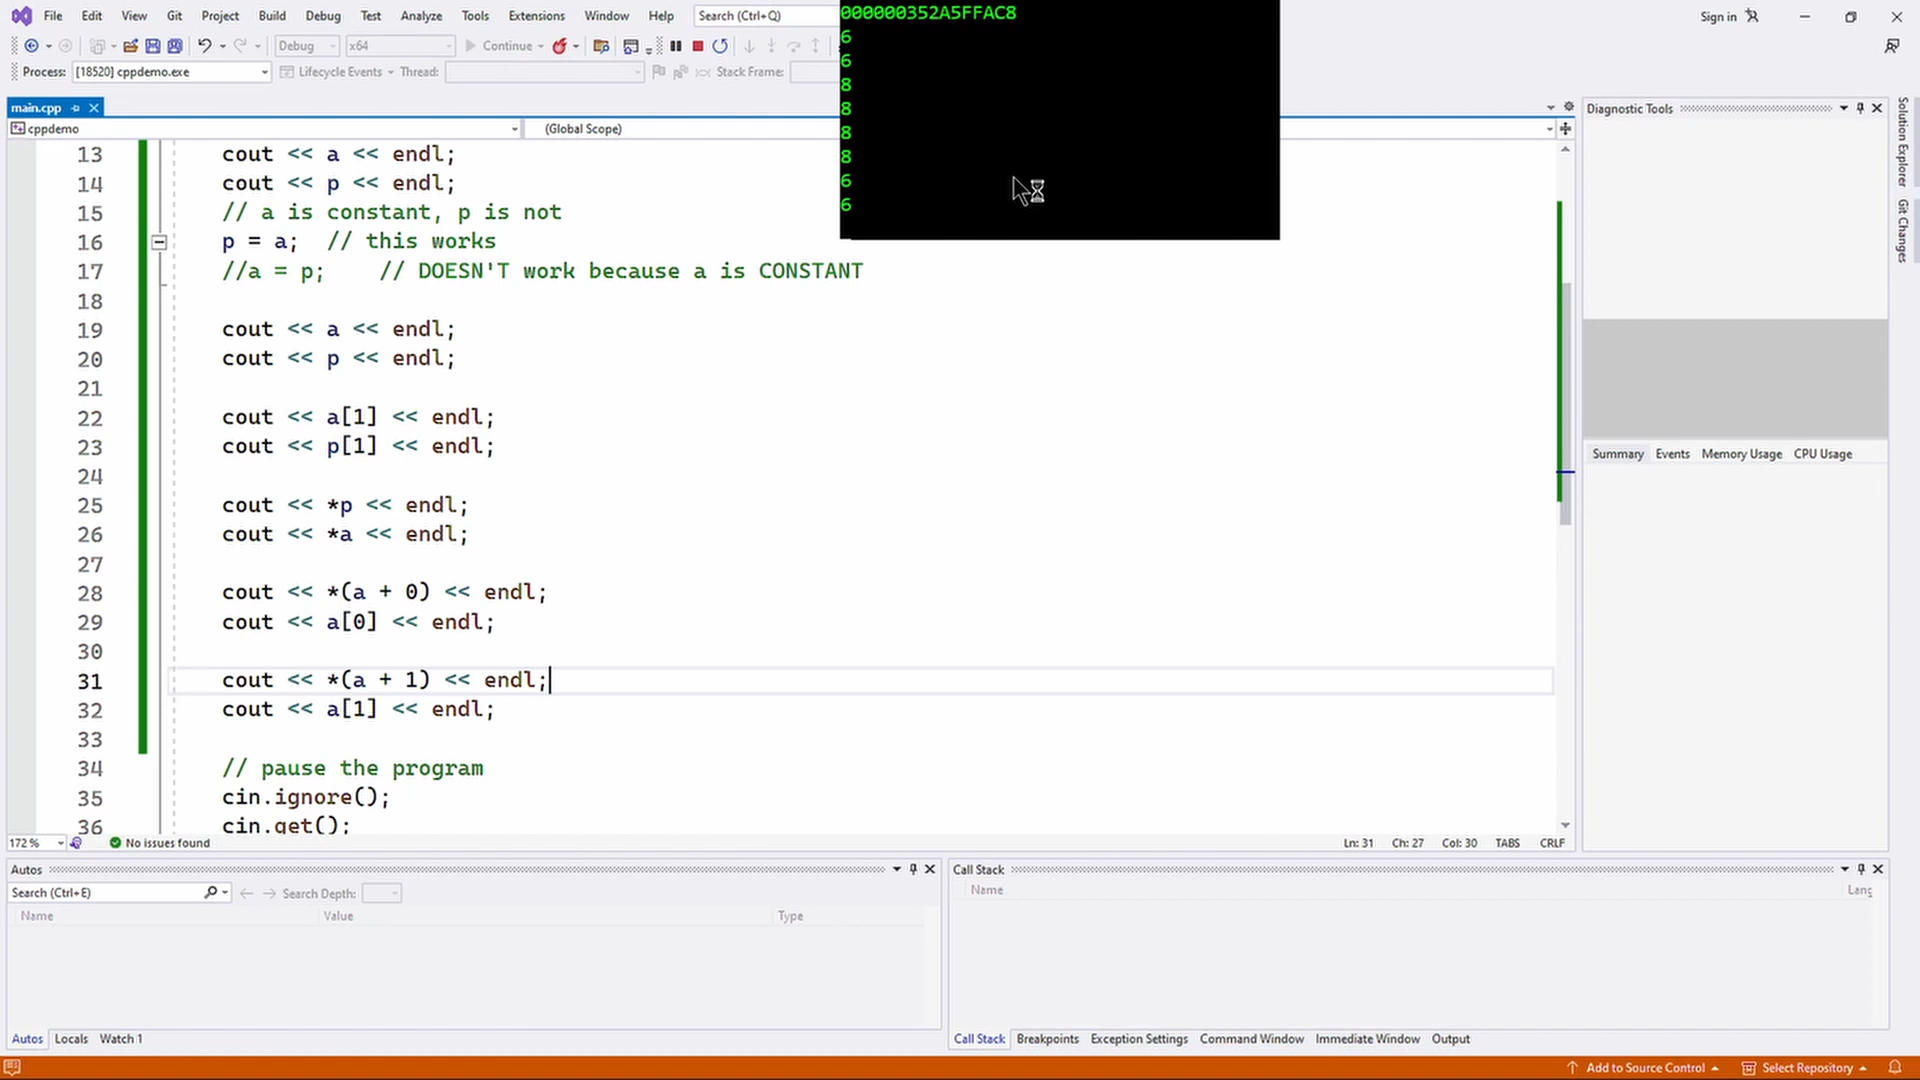 File Edit View Git Project Build Debug Test Analyze Tools Extensions Window Help Search (Ctrl+Q) Sign in
Debug x64 Continue
Process: [18520] cppdemo.exe Lifecycle Events Thread: Stack Frame:
000000352A5FFAC8
6
6
8
8
8
8
6
6
main.cpp
cppdemo (Global Scope)
13 cout << a << endl;
14 cout << p << endl;
15 // a is constant, p is not
16 p = a; // this works
17 //a = p; // DOESN'T work because a is CONSTANT
18
19 cout << a << endl;
20 cout << p << endl;
21
22 cout << a[1] << endl;
23 cout << p[1] << endl;
24
25 cout << *p << endl;
26 cout << *a << endl;
27
28 cout << *(a + 0) << endl;
29 cout << a[0] << endl;
30
31 cout << *(a + 1) << endl;
32 cout << a[1] << endl;
33
34 // pause the program
35 cin.ignore();
36 cin.get();
172 % No issues found Ln: 31 Ch: 27 Col: 30 TABS CRLF
Diagnostic Tools
Summary Events Memory Usage CPU Usage
Solution Explorer
Git Changes
Autos
Search (Ctrl+E) Search Depth:
Name Value Type
Autos Locals Watch 1
Call Stack
Name Lang
Call Stack Breakpoints Exception Settings Command Window Immediate Window Output
Add to Source Control Select Repository